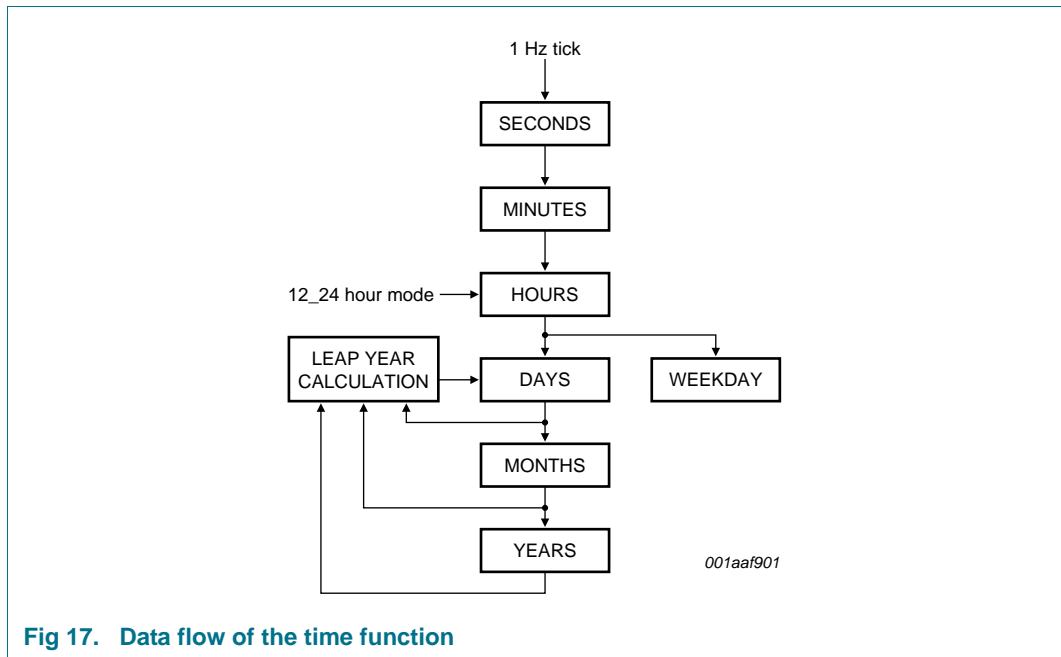 1 Hz tick
SECONDS
MINUTES
12_24 hour mode
HOURS
LEAP YEAR
CALCULATION
DAYS
WEEKDAY
MONTHS
YEARS
001aaf901
Fig 17. Data flow of the time function